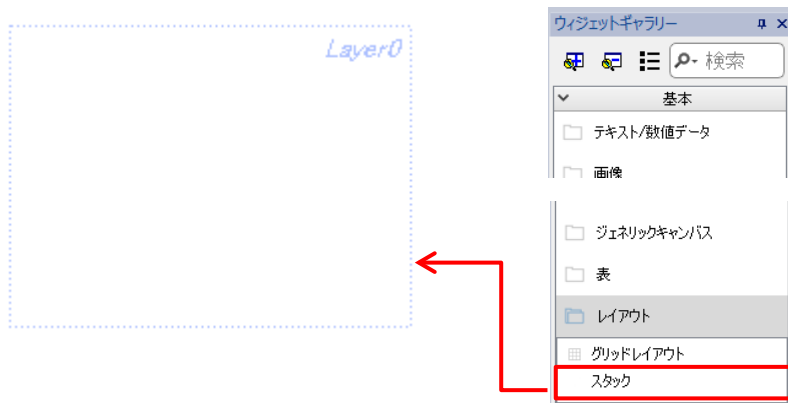 Layer0
ウィジェットギャラリー
検索
基本
テキスト/数値データ
画像
ジェネリックキャンバス
表
レイアウト
グリッドレイアウト
スタック